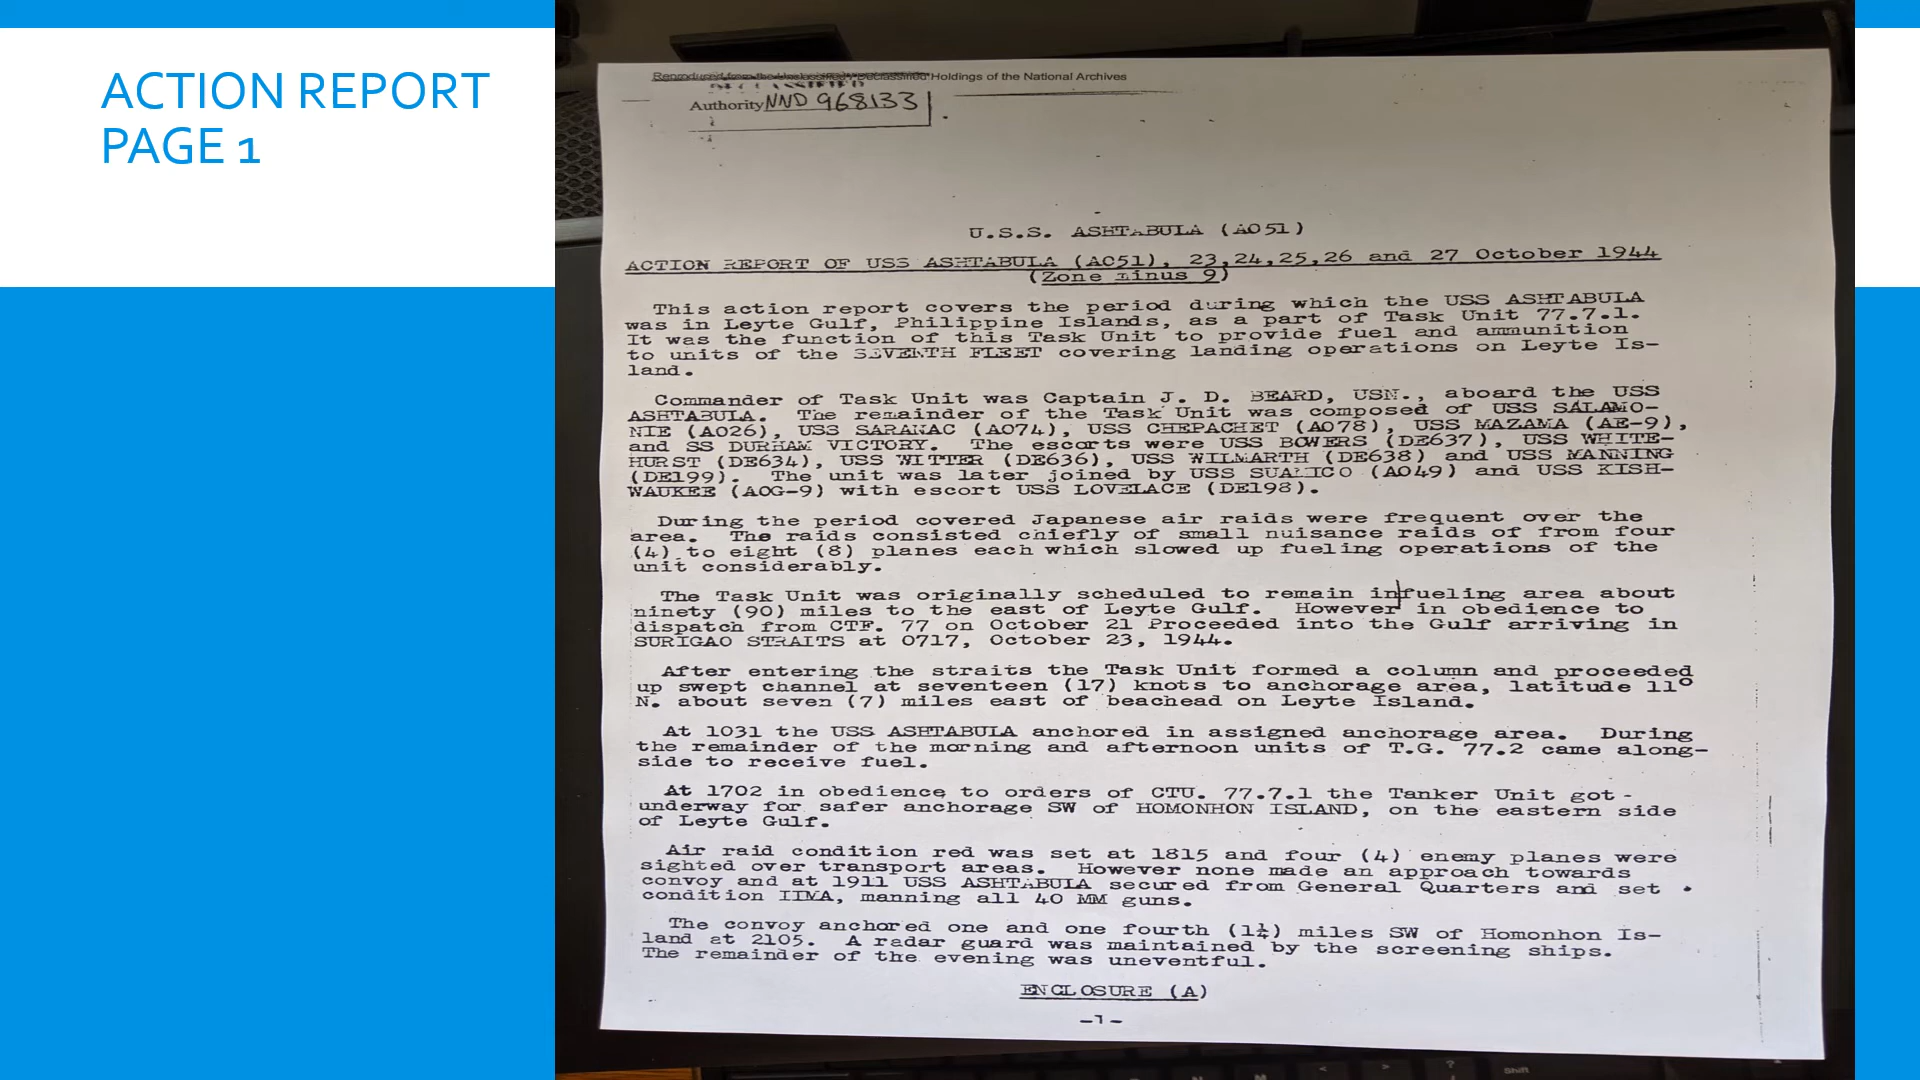 ACTION REPORT
PAGE 1
Reproduced from the Unclassified / Declassified Holdings of the National Archives
DECLASSIFIED
Authority NND 968133
U.S.S. ASHTABULA (AO51)
ACTION REPORT OF USS ASHTABULA (AO51), 23,24,25,26 and 27 October 1944
(Zone minus 9)
This action report covers the period during which the USS ASHTABULA
was in Leyte Gulf, Philippine Islands, as a part of Task Unit 77.7.1.
It was the function of this Task Unit to provide fuel and ammunition
to units of the SEVENTH FLEET covering landing operations on Leyte Is-
land.
Commander of Task Unit was Captain J. D. BEARD, USN., aboard the USS
ASHTABULA. The remainder of the Task Unit was composed of USS SALAMO-
NIE (AO26), USS SARANAC (AO74), USS CHEPACHET (AO78), USS MAZAMA (AE-9),
and SS DURHAM VICTORY. The escorts were USS BOWERS (DE637), USS WHITE-
HURST (DE634), USS WITTER (DE636), USS WILMARTH (DE638) and USS MANNING
(DE199). The unit was later joined by USS SUALICO (AO49) and USS KISH-
WAUKEE (AOG-9) with escort USS LOVELACE (DE198).
During the period covered Japanese air raids were frequent over the
area. The raids consisted chiefly of small nuisance raids of from four
(4) to eight (8) planes each which slowed up fueling operations of the
unit considerably.
The Task Unit was originally scheduled to remain in|fueling area about
ninety (90) miles to the east of Leyte Gulf. However in obedience to
dispatch from CTF. 77 on October 21 Proceeded into the Gulf arriving in
SURIGAO STRAITS at 0717, October 23, 1944.
After entering the straits the Task Unit formed a column and proceeded
up swept channel at seventeen (17) knots to anchorage area, latitude 11°
N. about seven (7) miles east of beachead on Leyte Island.
At 1031 the USS ASHTABULA anchored in assigned anchorage area. During
the remainder of the morning and afternoon units of T.G. 77.2 came along-
side to receive fuel.
At 1702 in obedience to orders of CTU. 77.7.1 the Tanker Unit got
underway for safer anchorage SW of HOMONHON ISLAND, on the eastern side
of Leyte Gulf.
Air raid condition red was set at 1815 and four (4) enemy planes were
sighted over transport areas. However none made an approach towards
convoy and at 1911 USS ASHTABULA secured from General Quarters and set
condition IIMA, manning all 40 MM guns.
The convoy anchored one and one fourth (1¼) miles SW of Homonhon Is-
land at 2105. A radar guard was maintained by the screening ships.
The remainder of the evening was uneventful.
ENCLOSURE (A)
-1-